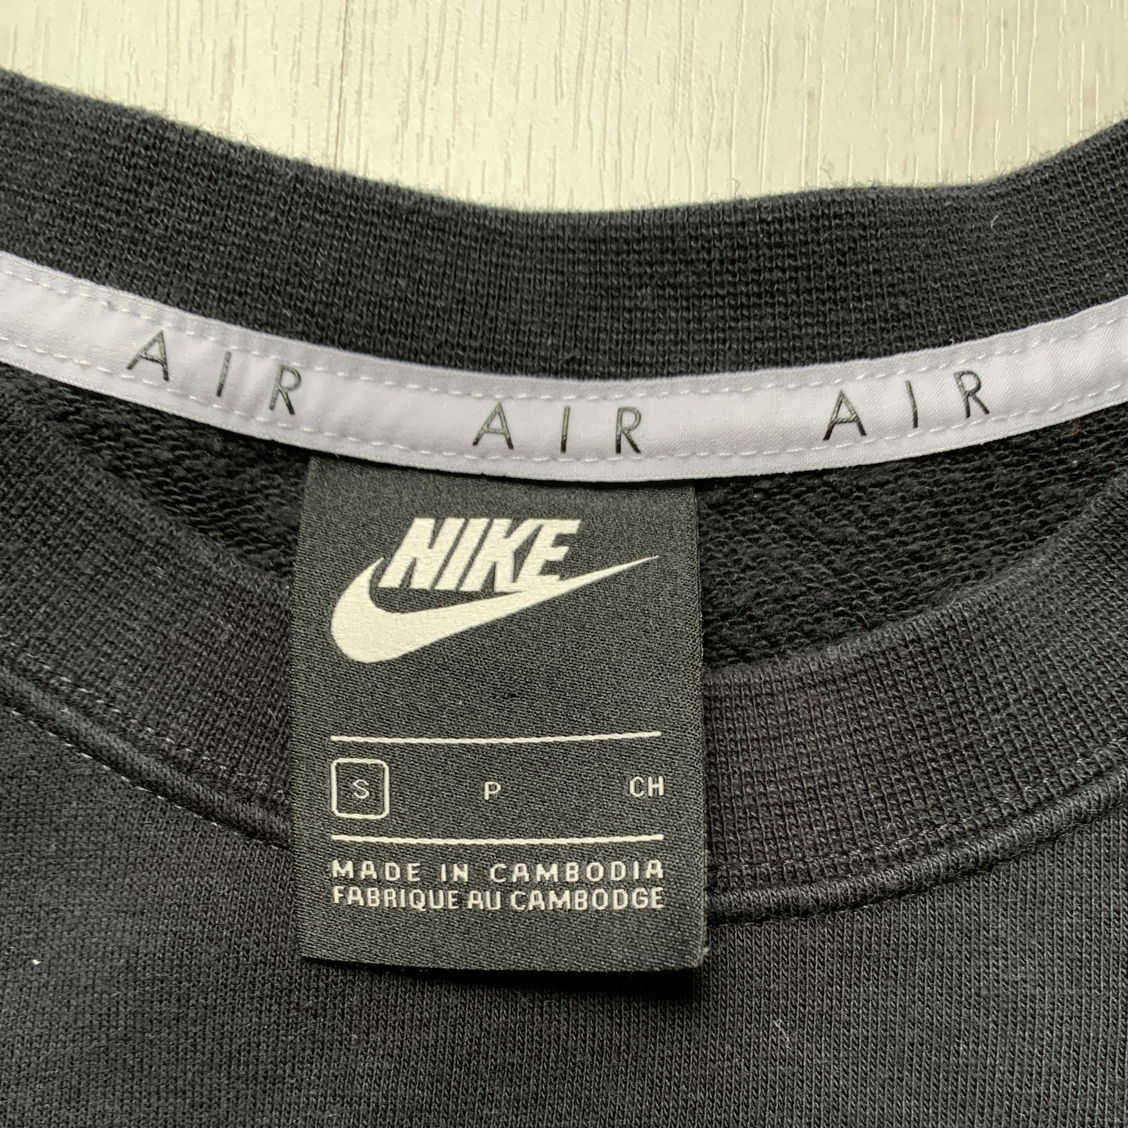 AIR AIR AIR
NIKE
S P CH
MADE IN CAMBODIA
FABRIQUE AU CAMBODGE